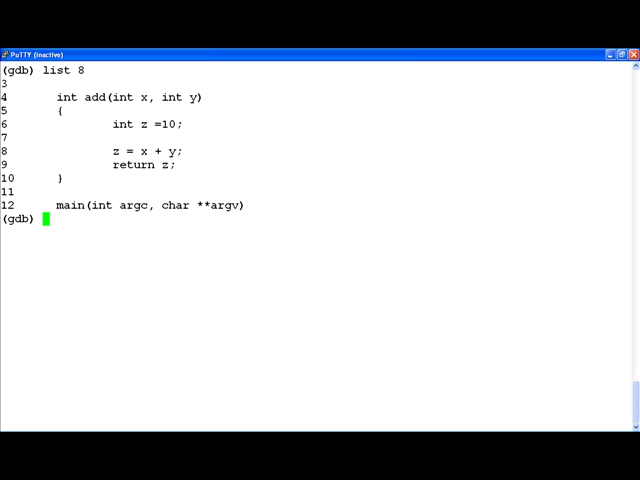 PuTTY (inactive)
(gdb) list 8
3
4 int add(int x, int y)
5 {
6 int z =10;
7
8 z = x + y;
9 return z;
10 }
11
12 main(int argc, char **argv)
(gdb)